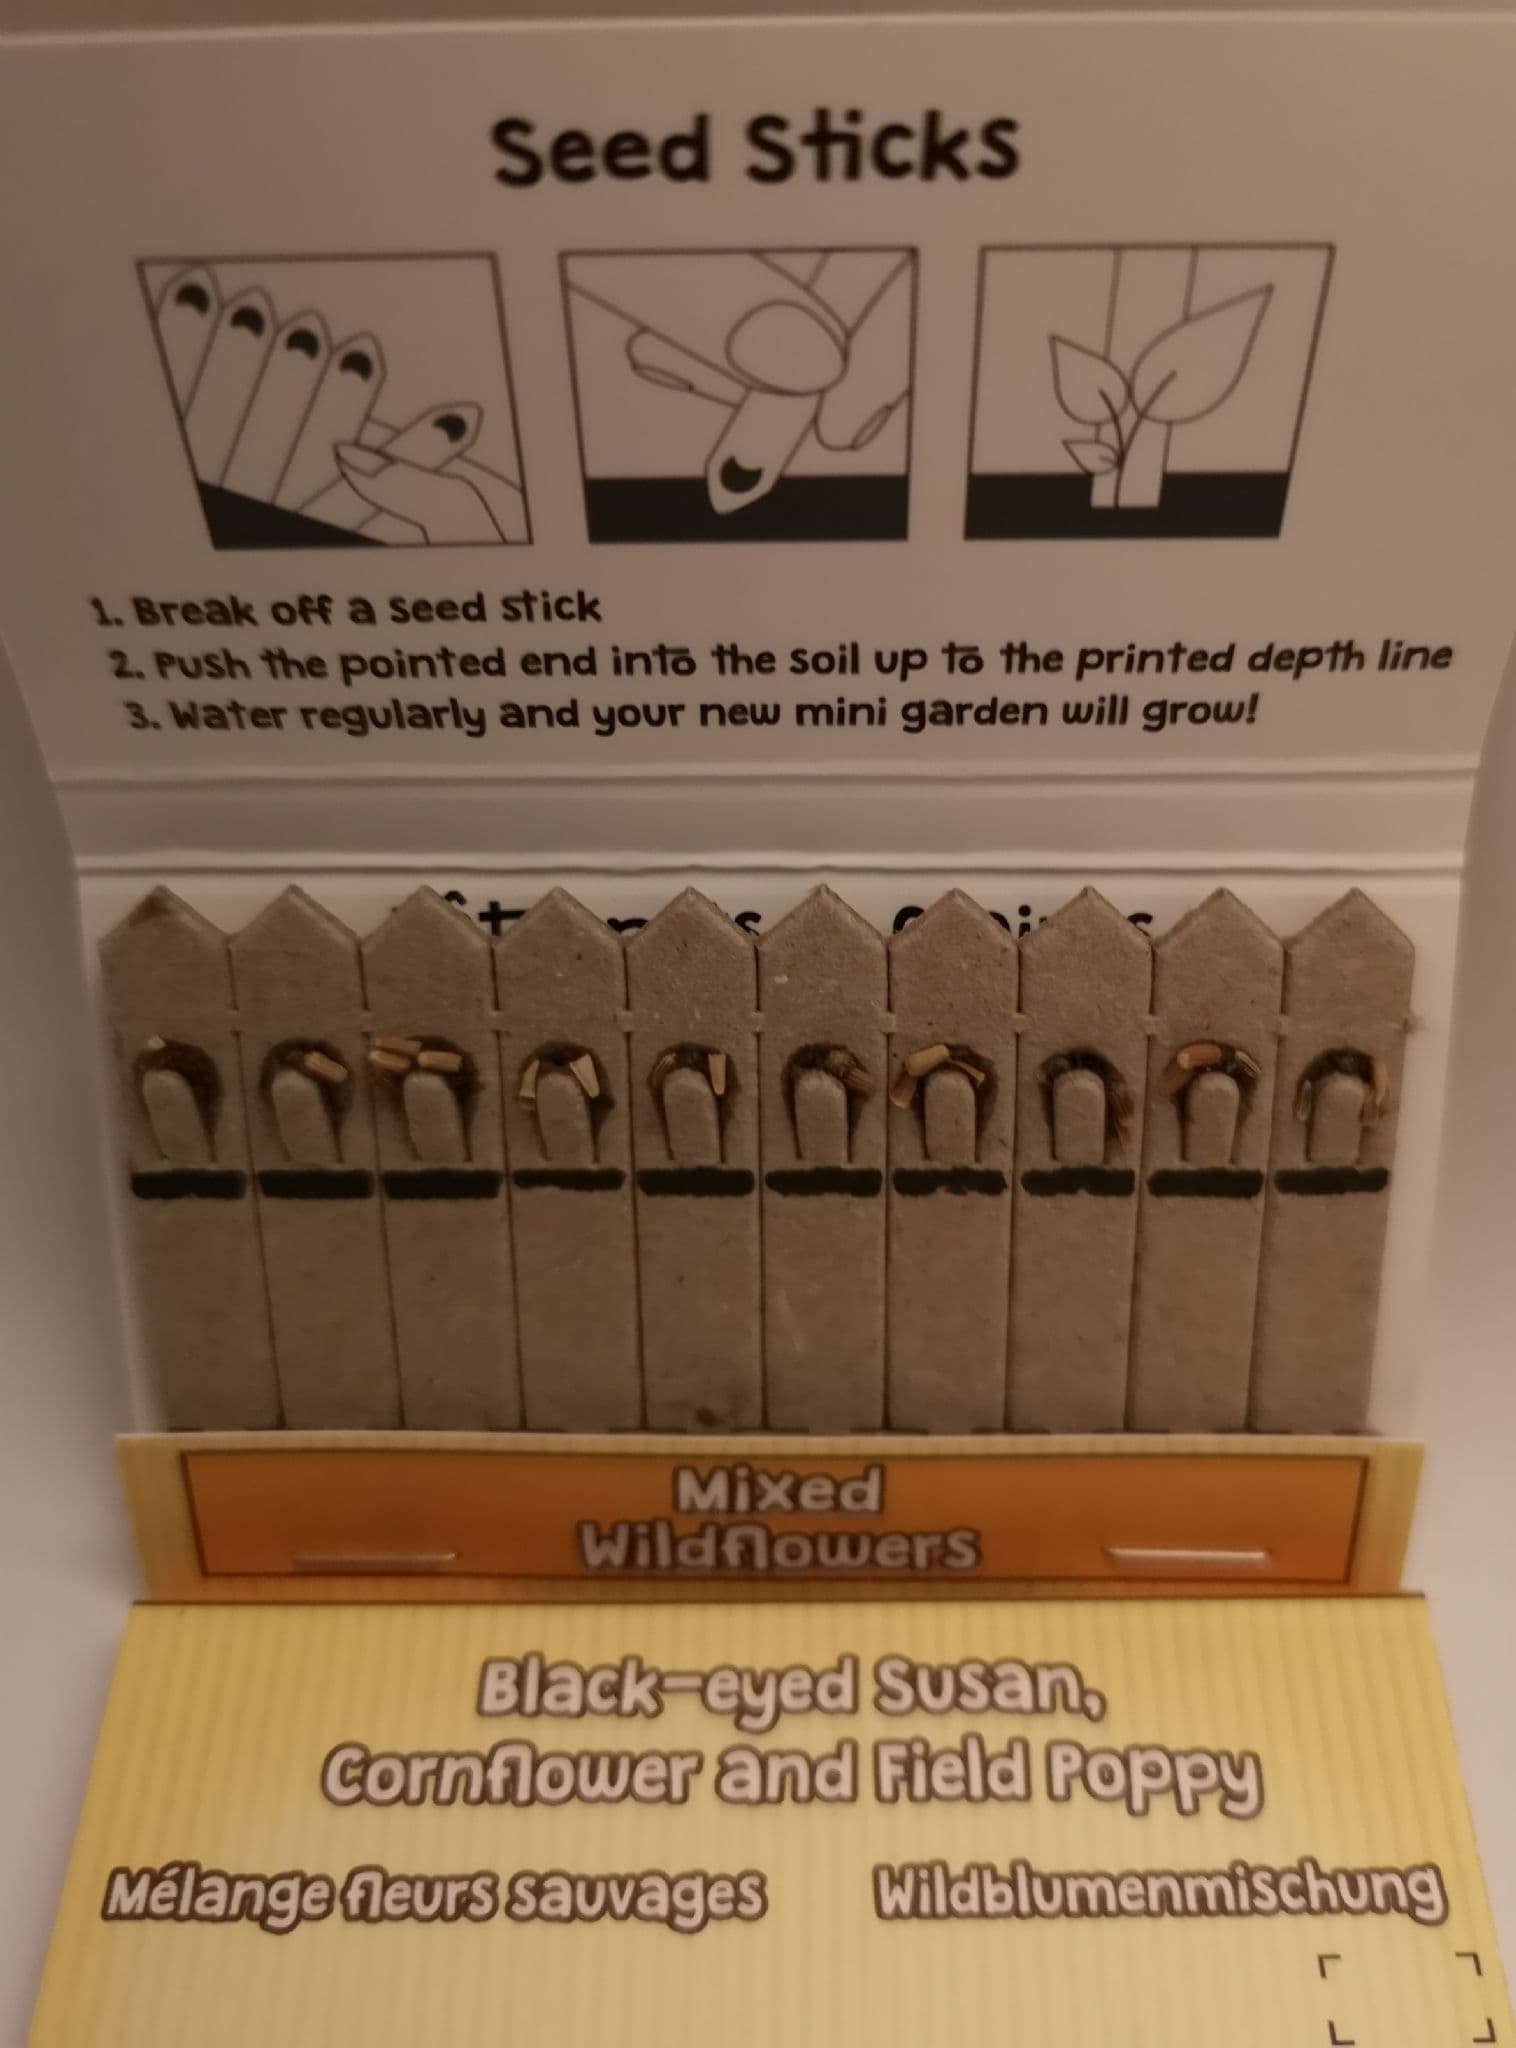 Seed Sticks
1. Break off a seed stick
2. Push the pointed end into the soil up to the printed depth line
3. Water regularly and your new mini garden will grow!
Mixed
Wildflowers
Black-eyed Susan,
Cornflower and Field Poppy
Mélange fleurs sauvages Wildblumenmischung